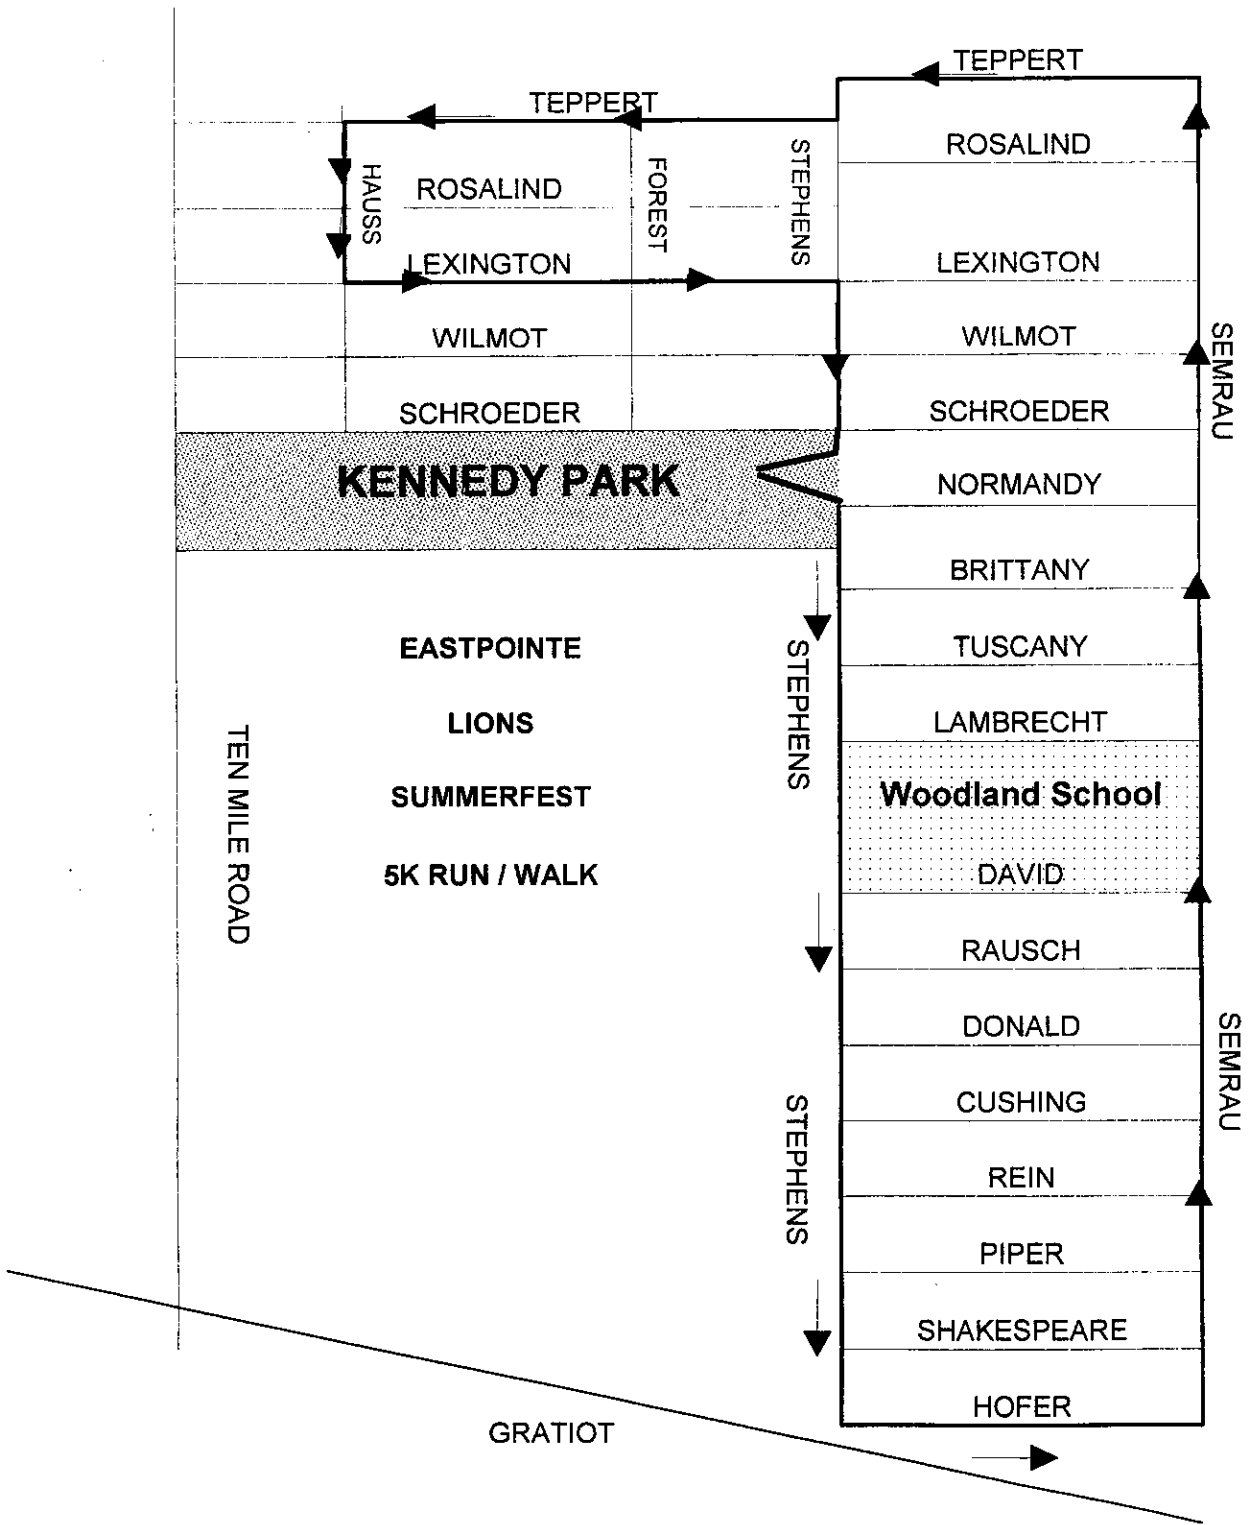 TEPPERT
TEPPERT
ROSALIND
HAUSS
ROSALIND
FOREST
STEPHENS
LEXINGTON
LEXINGTON
WILMOT
WILMOT
SEMRAU
SCHROEDER
SCHROEDER
KENNEDY PARK
NORMANDY
BRITTANY
EASTPOINTE
STEPHENS
TUSCANY
LIONS
LAMBRECHT
TEN MILE ROAD
SUMMERFEST
Woodland School
5K RUN / WALK
DAVID
RAUSCH
DONALD
SEMRAU
CUSHING
STEPHENS
REIN
PIPER
SHAKESPEARE
HOFER
GRATIOT